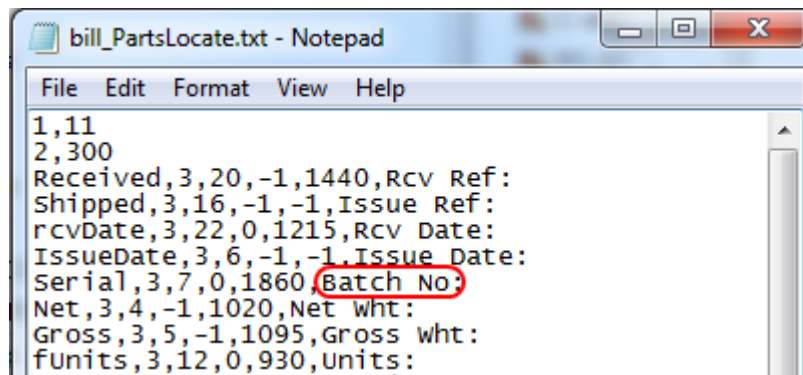 bill_PartsLocate.txt - Notepad
File Edit Format View Help
1,11
2,300
Received,3,20,-1,1440,Rcv Ref:
Shipped,3,16,-1,-1,Issue Ref:
rcvDate,3,22,0,1215,Rcv Date:
IssueDate,3,6,-1,-1,Issue Date:
Serial,3,7,0,1860,Batch No:
Net,3,4,-1,1020,Net Wht:
Gross,3,5,-1,1095,Gross Wht:
fUnits,3,12,0,930,Units: